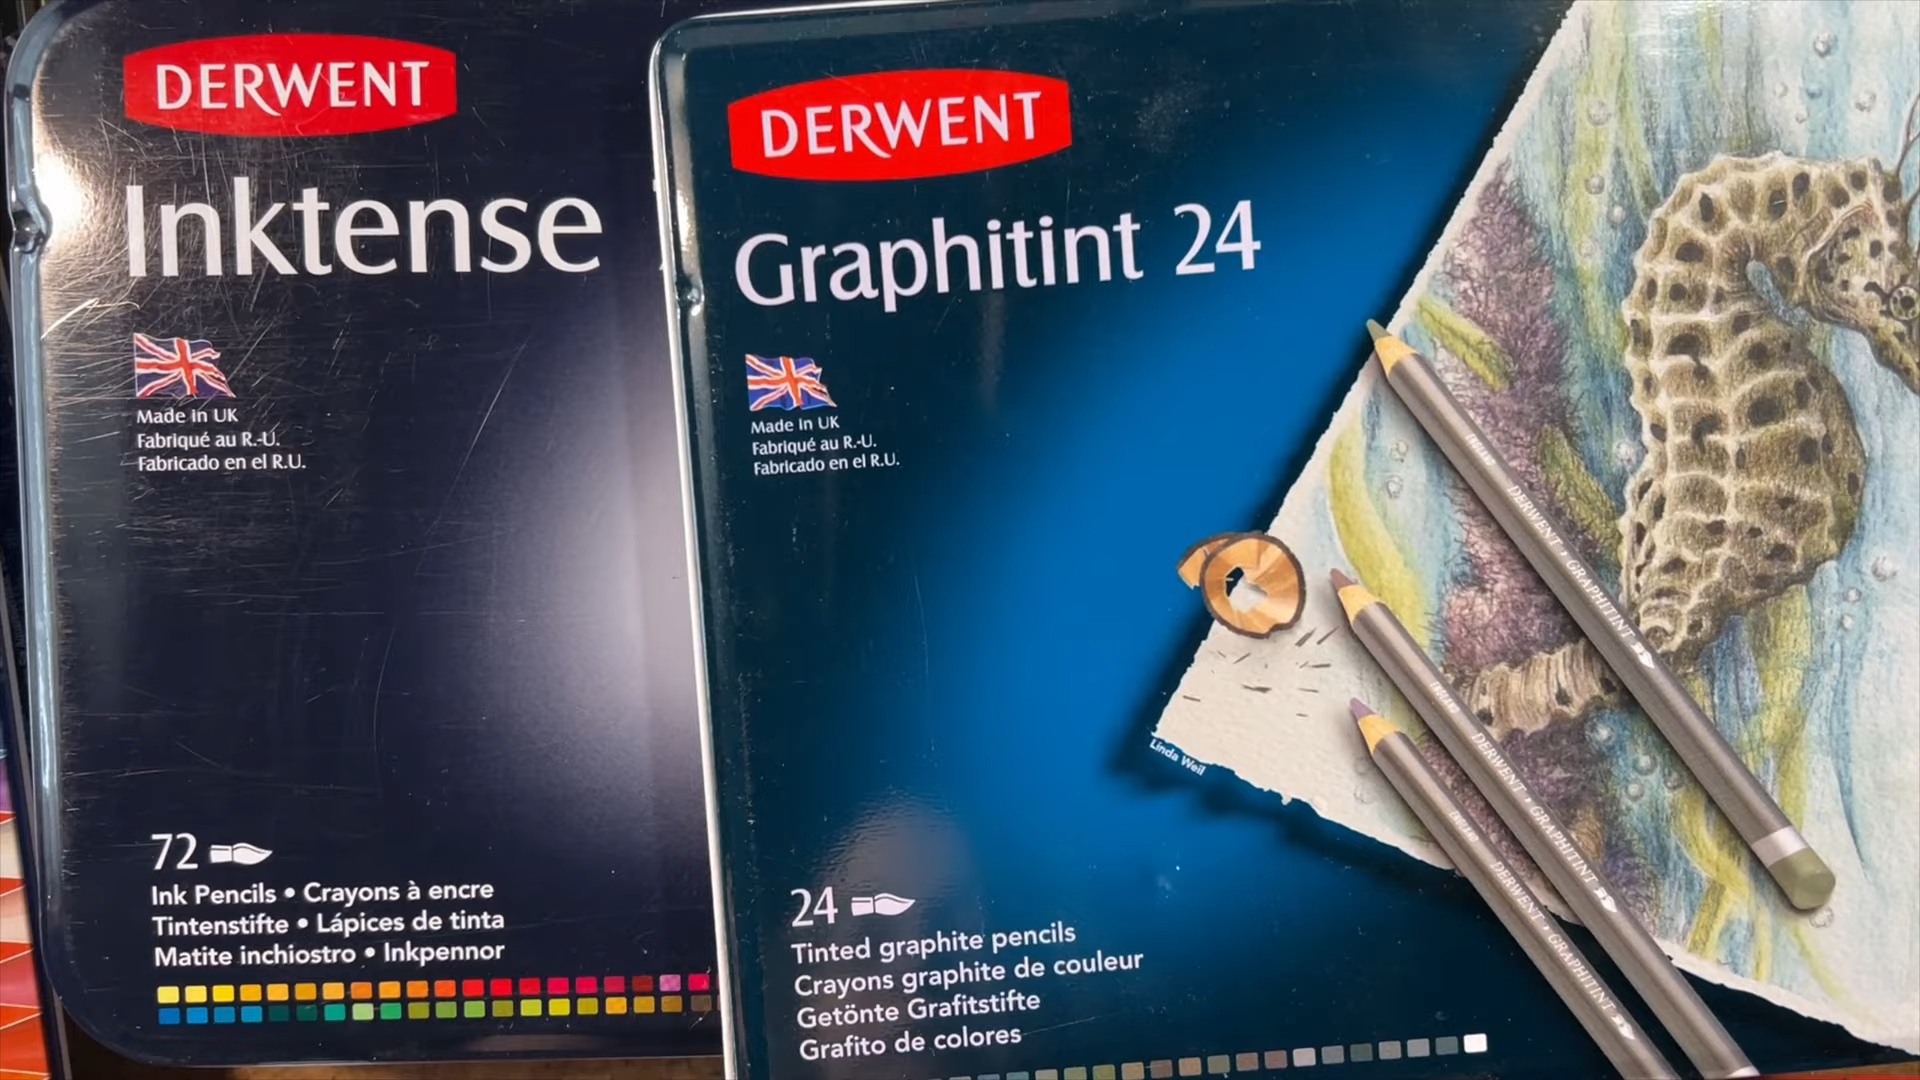 DERWENT
Inktense
Made in UK
Fabriqué au R.-U.
Fabricado en el R.U.
72
Ink Pencils • Crayons à encre
Tintenstifte • Lápices de tinta
Matite inchiostro • Inkpennor
DERWENT
Graphitint 24
Made in UK
Fabriqué au R.-U.
Fabricado en el R.U.
24
Tinted graphite pencils
Crayons graphite de couleur
Getönte Grafitstifte
Grafito de colores
Linda Weil
DERWENT • GRAPHITINT
DERWENT • GRAPHITINT
DERWENT • GRAPHITINT